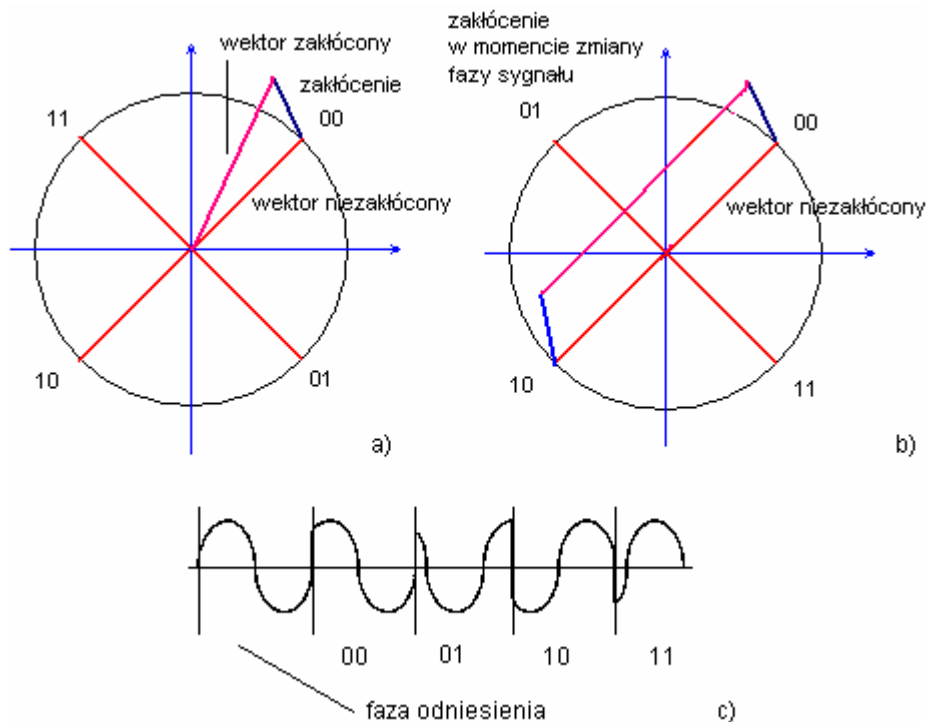 wektor zakłócony
zakłócenie
11
00
wektor niezakłócony
10
01
a)
zakłócenie
w momencie zmiany
fazy sygnału
01
00
wektor niezakłócony
10
11
b)
00
01
10
11
faza odniesienia
c)